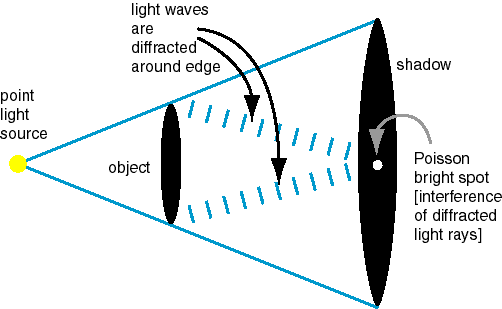 light waves
are
diffracted
around edge
shadow
point
light
source
object
Poisson
bright spot
[interference
of diffracted
light rays]